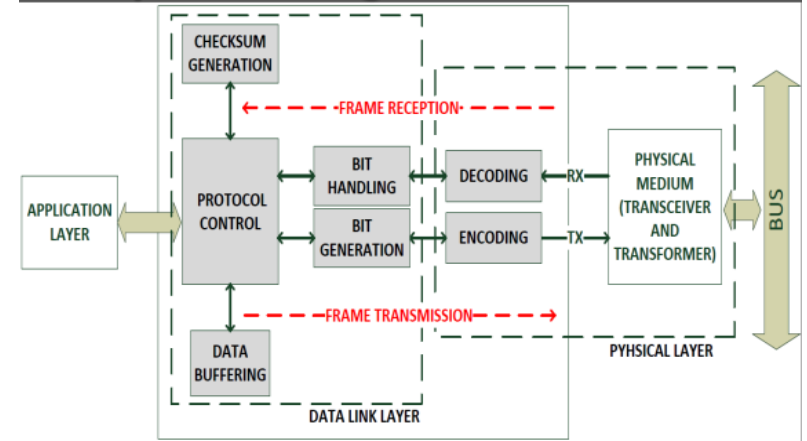 CHECKSUM
GENERATION
FRAME RECEPTION
PROTOCOL
CONTROL
BIT
HANDLING
BIT
GENERATION
DECODING
ENCODING
RX
TX
PHYSICAL
MEDIUM
(TRANSCEIVER
AND
TRANSFORMER)
BUS
APPLICATION
LAYER
FRAME TRANSMISSION
DATA
BUFFERING
PYHSICAL LAYER
DATA LINK LAYER